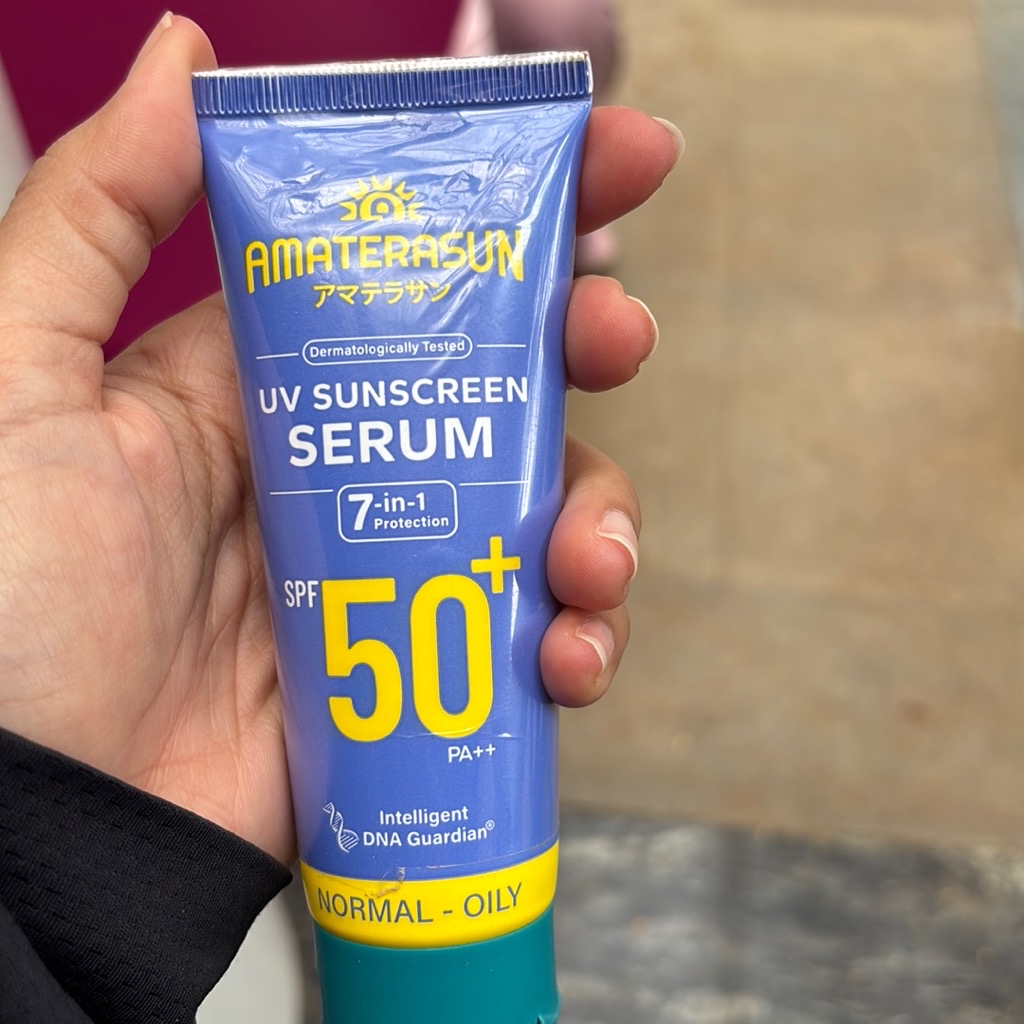 AMATERASUN
アマテラサン
Dermatologically Tested
UV SUNSCREEN
SERUM
7-in-1
Protection
SPF 50+
PA++
Intelligent
DNA Guardian®
NORMAL - OILY